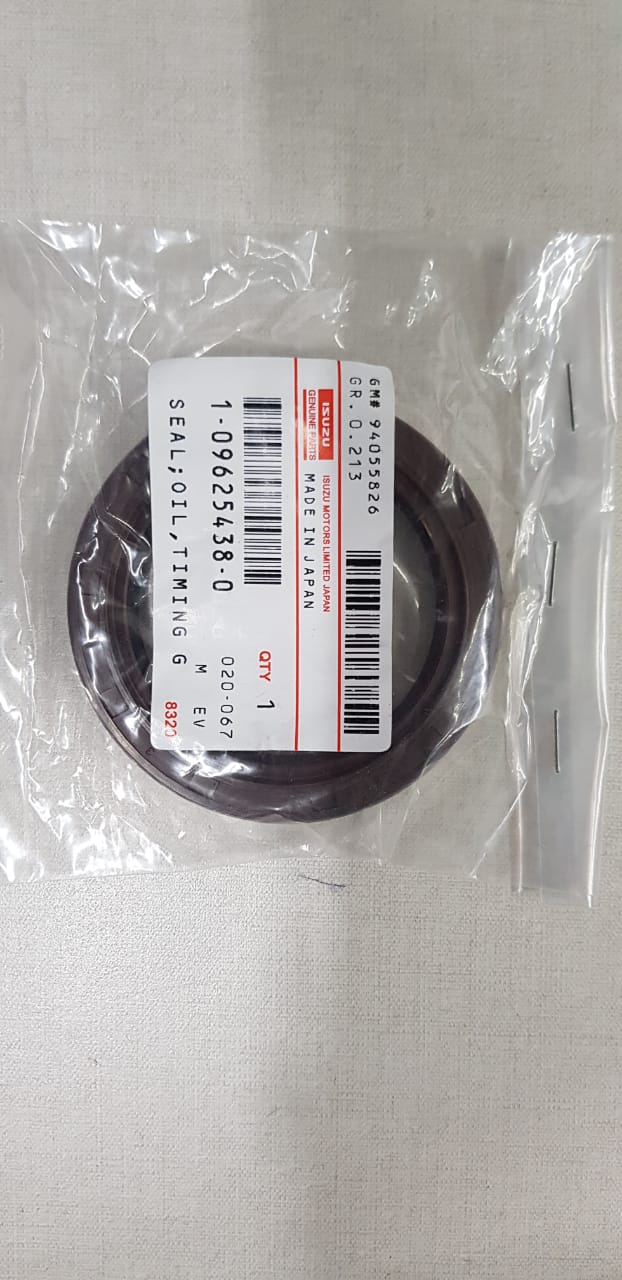 GM# 94055826
GR. 0.213
ISUZU
GENUINE PARTS
ISUZU MOTORS LIMITED JAPAN
MADE IN JAPAN
QTY 1
1-09625438-0
020-067
M EV
SEAL;OIL,TIMING G
8320